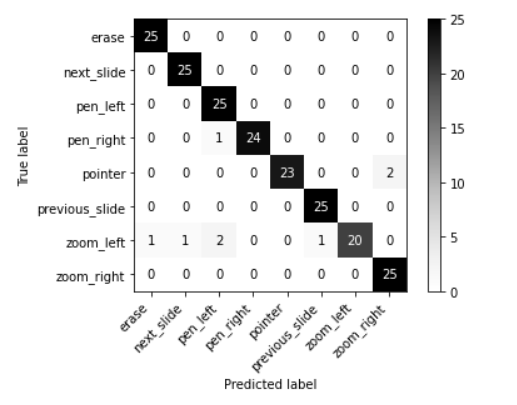 True label
erase 25 0 0 0 0 0 0 0
next_slide 0 25 0 0 0 0 0 0
pen_left 0 0 25 0 0 0 0 0
pen_right 0 0 1 24 0 0 0 0
pointer 0 0 0 0 23 0 0 2
previous_slide 0 0 0 0 0 25 0 0
zoom_left 1 1 2 0 0 1 20 0
zoom_right 0 0 0 0 0 0 0 25
erase next_slide pen_left pen_right pointer previous_slide zoom_left zoom_right
Predicted label
25
20
15
10
5
0